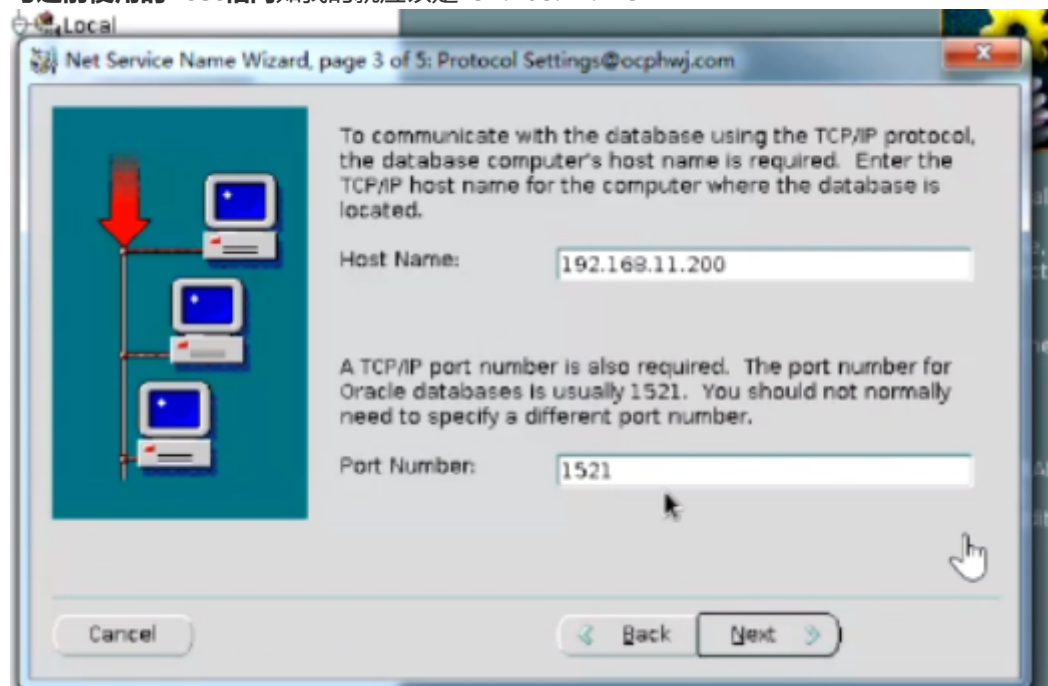 Local
Net Service Name Wizard, page 3 of 5: Protocol Settings@ocphwj.com
To communicate with the database using the TCP/IP protocol,
the database computer's host name is required. Enter the
TCP/IP host name for the computer where the database is
located.
Host Name:
192.168.11.200
A TCP/IP port number is also required. The port number for
Oracle databases is usually 1521. You should not normally
need to specify a different port number.
Port Number:
1521
Cancel
Back
Next